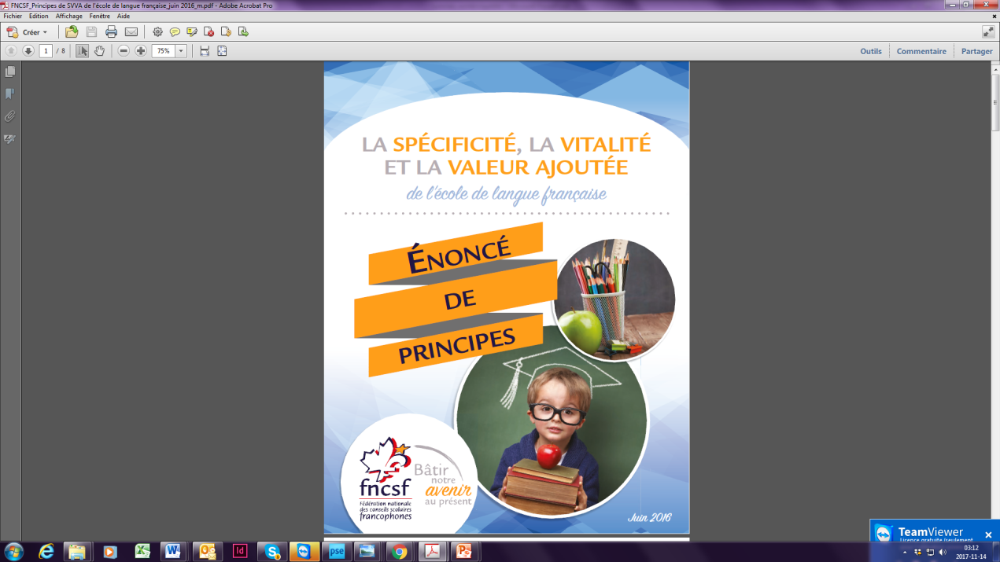 FNCSF_Principes de SVVA de l'école de langue française_juin 2016_m.pdf - Adobe Acrobat Pro
Fichier Edition Affichage Fenêtre Aide
Créer
1 / 8 75% Outils Commentaire Partager
LA SPÉCIFICITÉ, LA VITALITÉ
ET LA VALEUR AJOUTÉE
de l'école de langue française
ÉNONCÉ
DE
PRINCIPES
fncsf
Fédération nationale
des conseils scolaires
francophones
Bâtir
notre
avenir
au présent
Juin 2016
TeamViewer
Licence gratuite (seulement
pse
03:12
2017-11-14